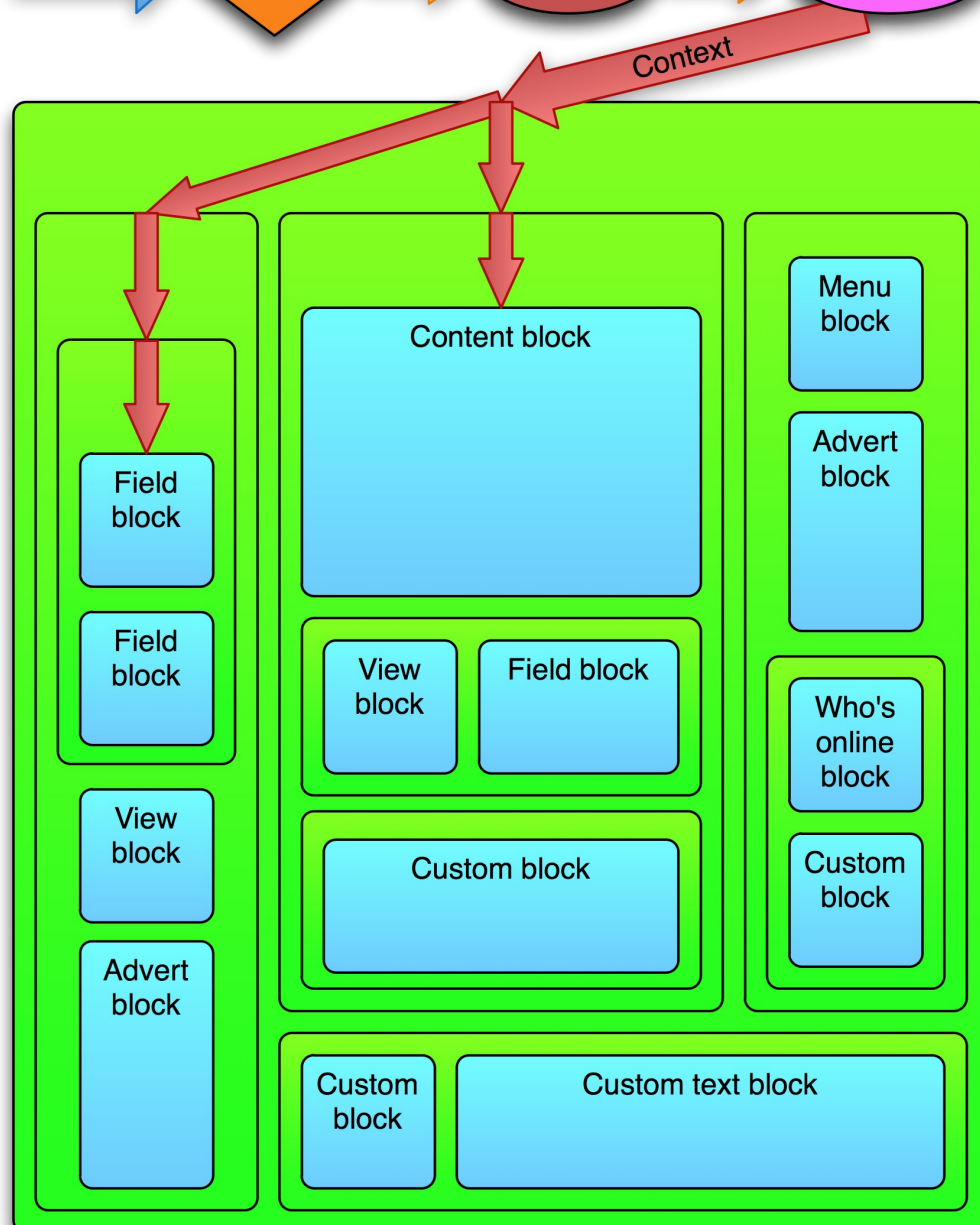 Context
Field
block
Field
block
View
block
Advert
block
Content block
View
block
Field block
Custom block
Menu
block
Advert
block
Who's
online
block
Custom
block
Custom
block
Custom text block